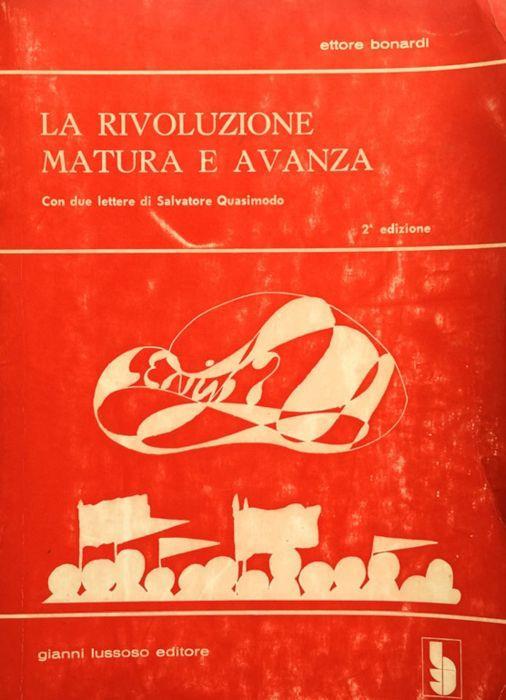 ettore bonardi
LA RIVOLUZIONE
MATURA E AVANZA
Con due lettere di Salvatore Quasimodo
2ª edizione
gianni lussoso editore